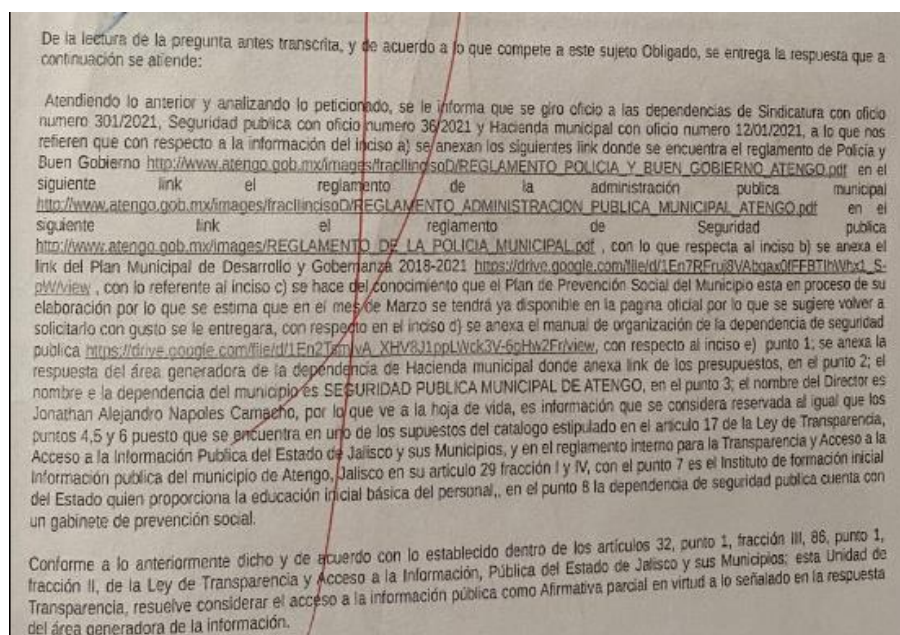 De la lectura de la pregunta antes transcrita, y de acuerdo a lo que compete a este sujeto Obligado, se entrega la respuesta que a
continuación se atiende:
Atendiendo lo anterior y analizando lo peticionado, se le informa que se giro oficio a las dependencias de Sindicatura con oficio
numero 301/2021, Seguridad publica con oficio numero 36/2021 y Hacienda municipal con oficio numero 12/01/2021, a lo que nos
refieren que con respecto a la información del inciso a) se anexan los siguientes link donde se encuentra el reglamento de Policia y
Buen Gobierno http://www.atengo.gob.mx/images/fracIIincisoD/REGLAMENTO_POLICIA_Y_BUEN_GOBIERNO_ATENGO.pdf en el
siguiente link el reglamento de la administración publica municipal
http://www.atengo.gob.mx/images/fracIIincisoD/REGLAMENTO_ADMINISTRACION_PUBLICA_MUNICIPAL_ATENGO.pdf en el
siguiente link el reglamento de Seguridad publica
http://www.atengo.gob.mx/images/REGLAMENTO_DE_LA_POLICIA_MUNICIPAL.pdf , con lo que respecta al inciso b) se anexa el
link del Plan Municipal de Desarrollo y Gobernanza 2018-2021
, con lo referente al inciso c) se hace del conocimiento que el Plan de Prevención Social del Municipio esta en proceso de su
elaboración por lo que se estima que en el mes de Marzo se tendrá ya disponible en la pagina oficial por lo que se sugiere volver a
solicitarlo con gusto se le entregara, con respecto en el inciso d) se anexa el manual de organización de la dependencia de seguridad
publica , con respecto al inciso e) punto 1; se anexa la
respuesta del área generadora de la dependencia de Hacienda municipal donde anexa link de los presupuestos, en el punto 2; el
nombre e la dependencia del municipio es SEGURIDAD PUBLICA MUNICIPAL DE ATENGO, en el punto 3; el nombre del Director es
Jonathan Alejandro Napoles Camacho, por lo que ve a la hoja de vida, es información que se considera reservada al igual que los
puntos 4,5 y 6 puesto que se encuentra en uno de los supuestos del catalogo estipulado en el articulo 17 de la Ley de Transparencia,
Acceso a la Información Publica del Estado de Jalisco y sus Municipios, y en el reglamento interno para la Transparencia y Acceso a la
Información publica del municipio de Atengo, Jalisco en su articulo 29 fracción I y IV, con el punto 7 es el Instituto de formación inicial
del Estado quien proporciona la educación inicial básica del personal,, en el punto 8 la dependencia de seguridad publica cuenta con
un gabinete de prevención social.
Conforme a lo anteriormente dicho y de acuerdo con lo establecido dentro de los artículos 32, punto 1, fracción III, 86, punto 1,
fracción II, de la Ley de Transparencia y Acceso a la Información, Pública del Estado de Jalisco y sus Municipios; esta Unidad de
Transparencia, resuelve considerar el acceso a la información pública como Afirmativa parcial en virtud a lo señalado en la respuesta
del área generadora de la información.